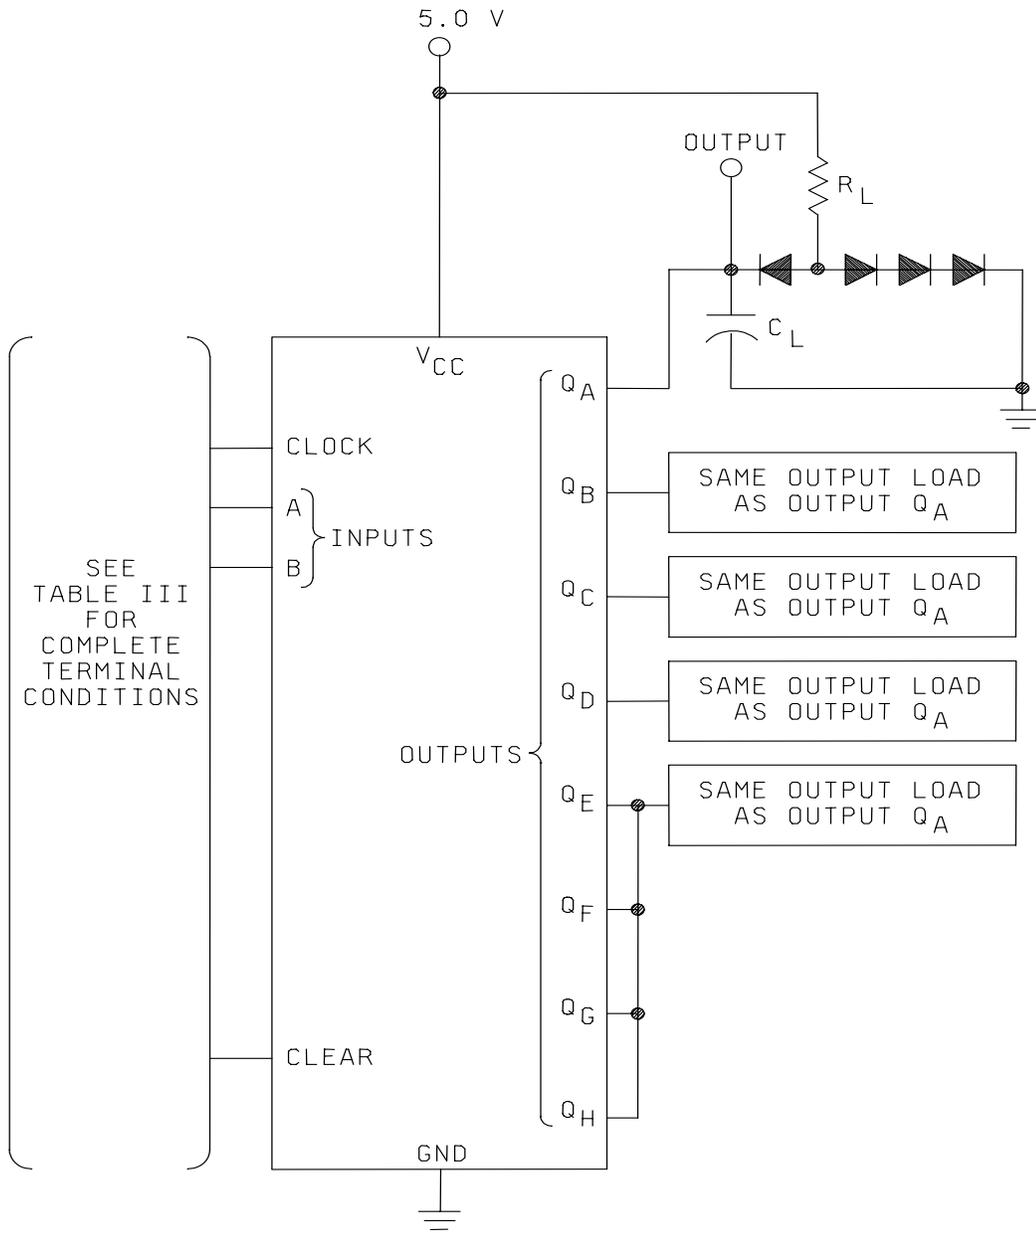 5.0 V
OUTPUT
R L
C L
V CC
CLOCK
A
B
INPUTS
SEE
TABLE III
FOR
COMPLETE
TERMINAL
CONDITIONS
CLEAR
GND
OUTPUTS
Q A
Q B
SAME OUTPUT LOAD
AS OUTPUT Q A
Q C
SAME OUTPUT LOAD
AS OUTPUT Q A
Q D
SAME OUTPUT LOAD
AS OUTPUT Q A
Q E
SAME OUTPUT LOAD
AS OUTPUT Q A
Q F
Q G
Q H